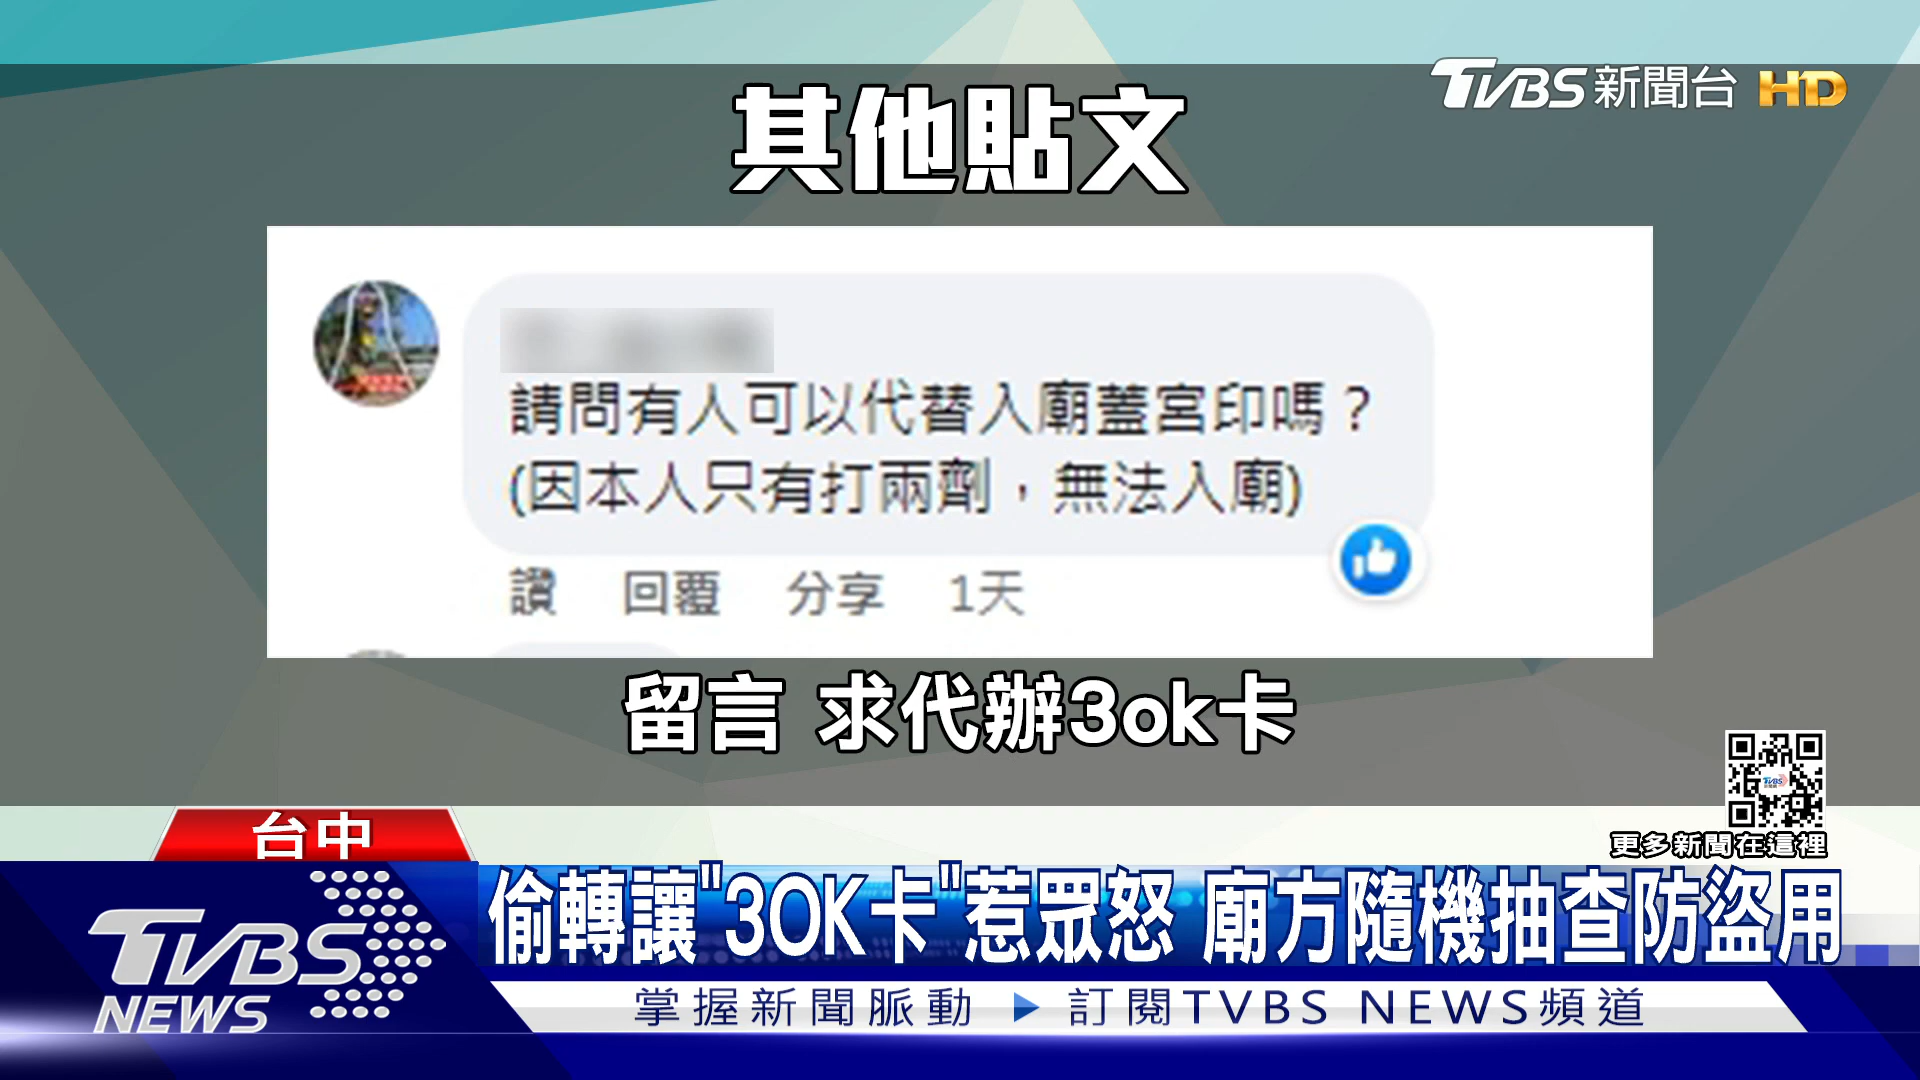 TVBS新聞台 HD
其他貼文
請問有人可以代替入廟蓋宮印嗎？
(因本人只有打兩劑，無法入廟)
讚 回覆 分享 1天
留言 求代辦3ok卡
TVBS
更多新聞在這裡
台中
偷轉讓"3OK卡"惹眾怒 廟方隨機抽查防盜用
TVBS
NEWS
掌握新聞脈動 ▶ 訂閱TVBS NEWS頻道